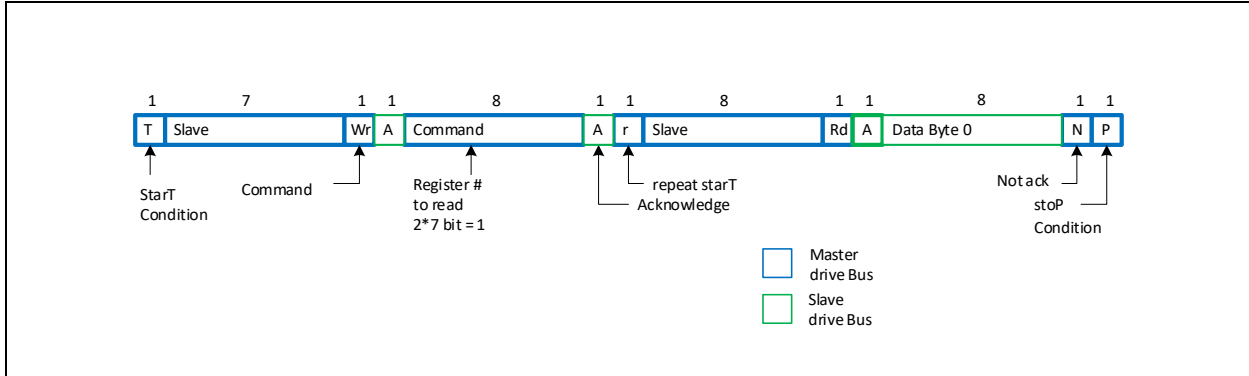 1 7 1 1 8 1 1 8 1 1 8 1 1
T Slave Wr A Command A r Slave Rd A Data Byte 0 N P
StarT
Condition
Command
Register #
to read
2*7 bit = 1
repeat starT
Acknowledge
Not ack
stoP
Condition
Master
drive Bus
Slave
drive Bus